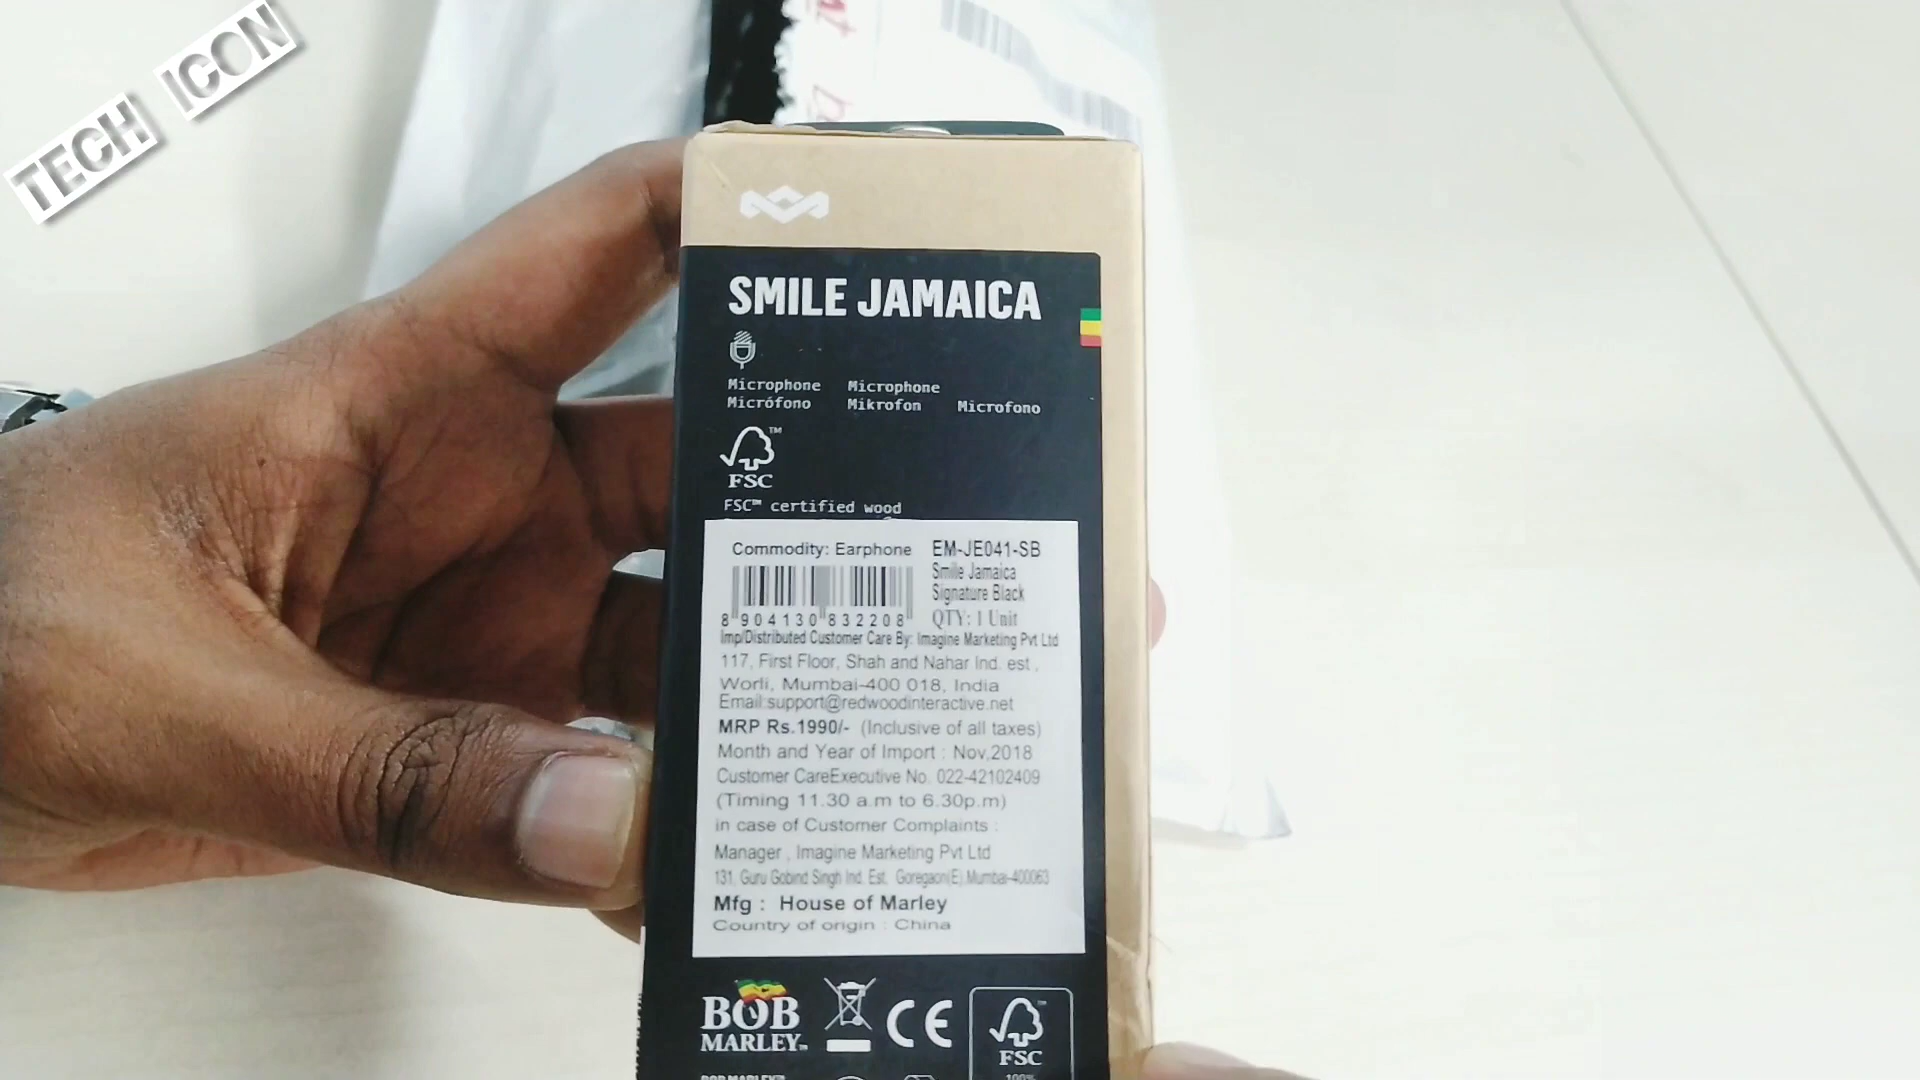 TECH ICON
SMILE JAMAICA
Microphone Microphone
Micrófono Mikrofon Microfono
TM
FSC
FSC™ certified wood
Commodity: Earphone EM-JE041-SB
Smile Jamaica
Signature Black
8 904130 832208 QTY: 1 Unit
Imp/Distributed Customer Care By: Imagine Marketing Pvt Ltd
117, First Floor, Shah and Nahar Ind. est ,
Worli, Mumbai-400 018, India
Email:support@redwoodinteractive.net
MRP Rs.1990/- (Inclusive of all taxes)
Month and Year of Import : Nov,2018
Customer CareExecutive No. 022-42102409
(Timing 11.30 a.m to 6.30p.m)
in case of Customer Complaints :
Manager , Imagine Marketing Pvt Ltd
131, Guru Gobind Singh Ind. Est, Goregaon(E),Mumbai-400063
Mfg : House of Marley
Country of origin : China
BOB
MARLEY™
CE
FSC
100%